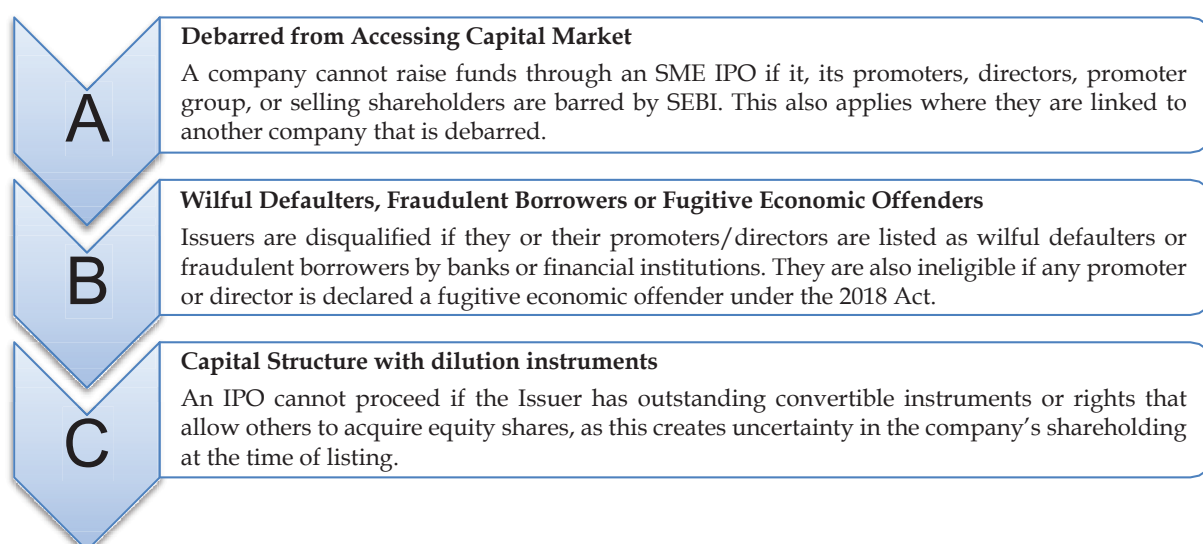 A
Debarred from Accessing Capital Market
A company cannot raise funds through an SME IPO if it, its promoters, directors, promoter
group, or selling shareholders are barred by SEBI. This also applies where they are linked to
another company that is debarred.
B
Wilful Defaulters, Fraudulent Borrowers or Fugitive Economic Offenders
Issuers are disqualified if they or their promoters/directors are listed as wilful defaulters or
fraudulent borrowers by banks or financial institutions. They are also ineligible if any promoter
or director is declared a fugitive economic offender under the 2018 Act.
C
Capital Structure with dilution instruments
An IPO cannot proceed if the Issuer has outstanding convertible instruments or rights that
allow others to acquire equity shares, as this creates uncertainty in the company's shareholding
at the time of listing.